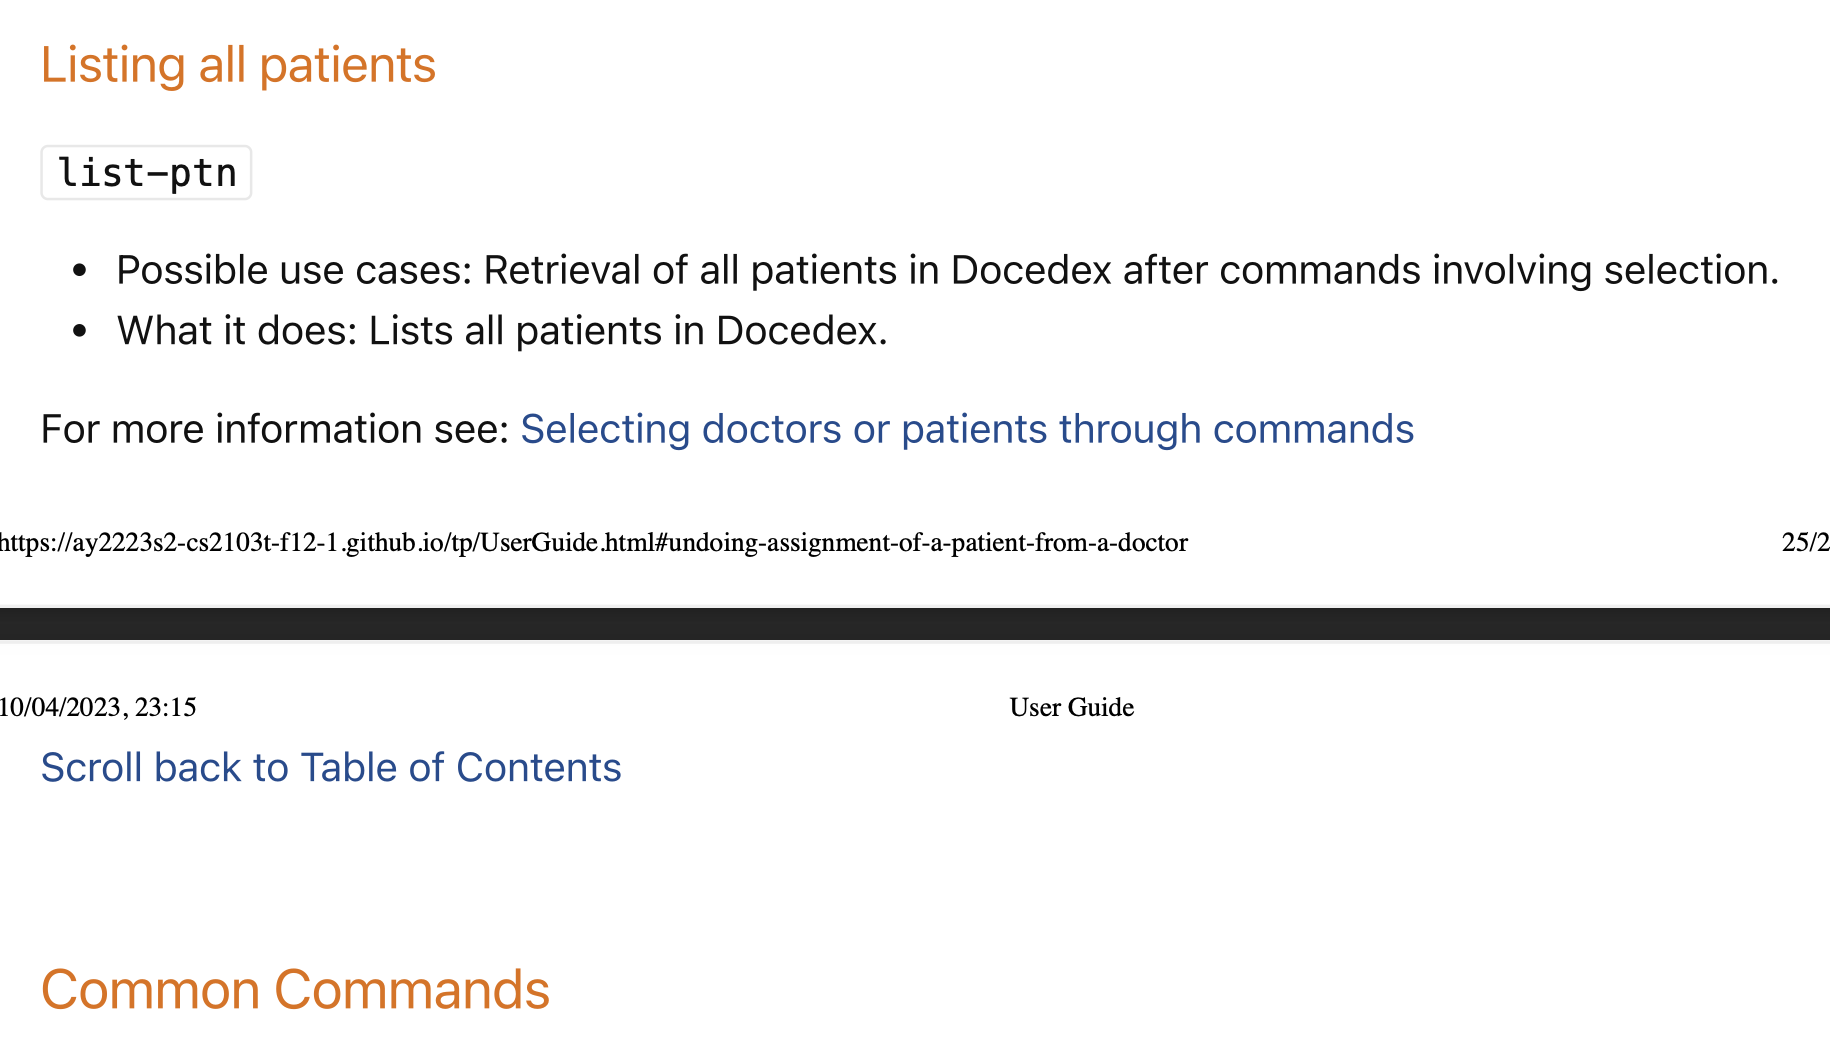 Listing all patients
list-ptn
• Possible use cases: Retrieval of all patients in Docedex after commands involving selection.
• What it does: Lists all patients in Docedex.
For more information see: Selecting doctors or patients through commands
https://ay2223s2-cs2103t-f12-1.github.io/tp/UserGuide.html#undoing-assignment-of-a-patient-from-a-doctor 25/2
10/04/2023, 23:15 User Guide
Scroll back to Table of Contents
Common Commands